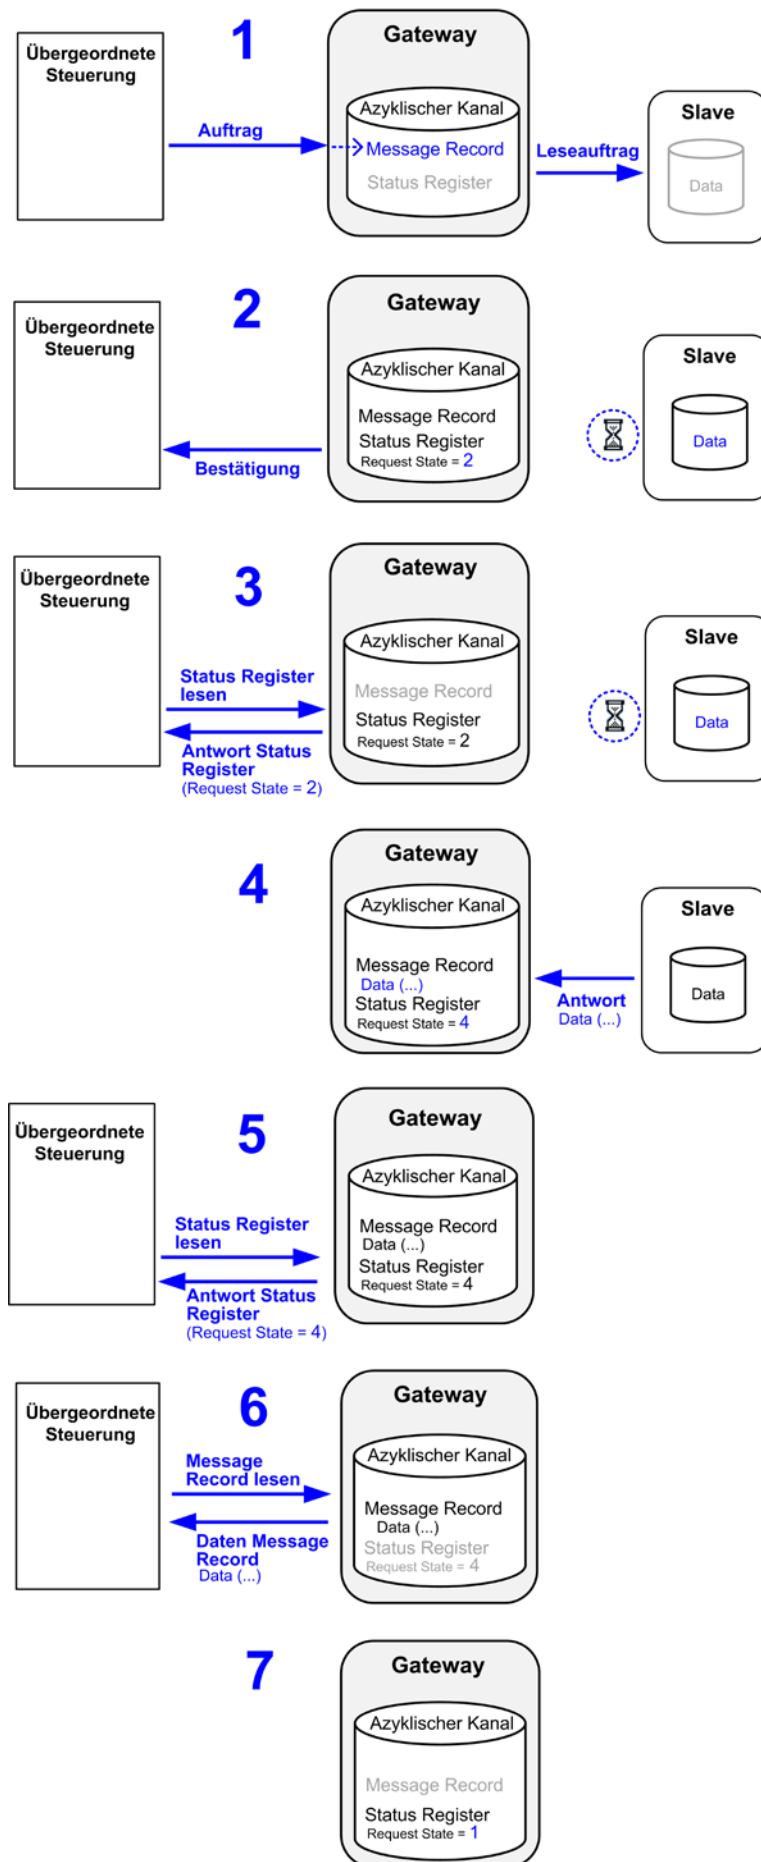 1
Übergeordnete
Steuerung
Gateway
Azyklischer Kanal
Message Record
Status Register
Auftrag
Leseauftrag
Slave
Data
2
Übergeordnete
Steuerung
Gateway
Azyklischer Kanal
Message Record
Status Register
Request State = 2
Bestätigung
Slave
Data
3
Übergeordnete
Steuerung
Gateway
Azyklischer Kanal
Message Record
Status Register
Request State = 2
Status Register
lesen
Antwort Status
Register
(Request State = 2)
Slave
Data
4
Gateway
Azyklischer Kanal
Message Record
Data (...)
Status Register
Request State = 4
Antwort
Data (...)
Slave
Data
5
Übergeordnete
Steuerung
Gateway
Azyklischer Kanal
Message Record
Data (...)
Status Register
Request State = 4
Status Register
lesen
Antwort Status
Register
(Request State = 4)
6
Übergeordnete
Steuerung
Gateway
Azyklischer Kanal
Message Record
Data (...)
Status Register
Request State = 4
Message
Record lesen
Daten Message
Record
Data (...)
7
Gateway
Azyklischer Kanal
Message Record
Status Register
Request State = 1